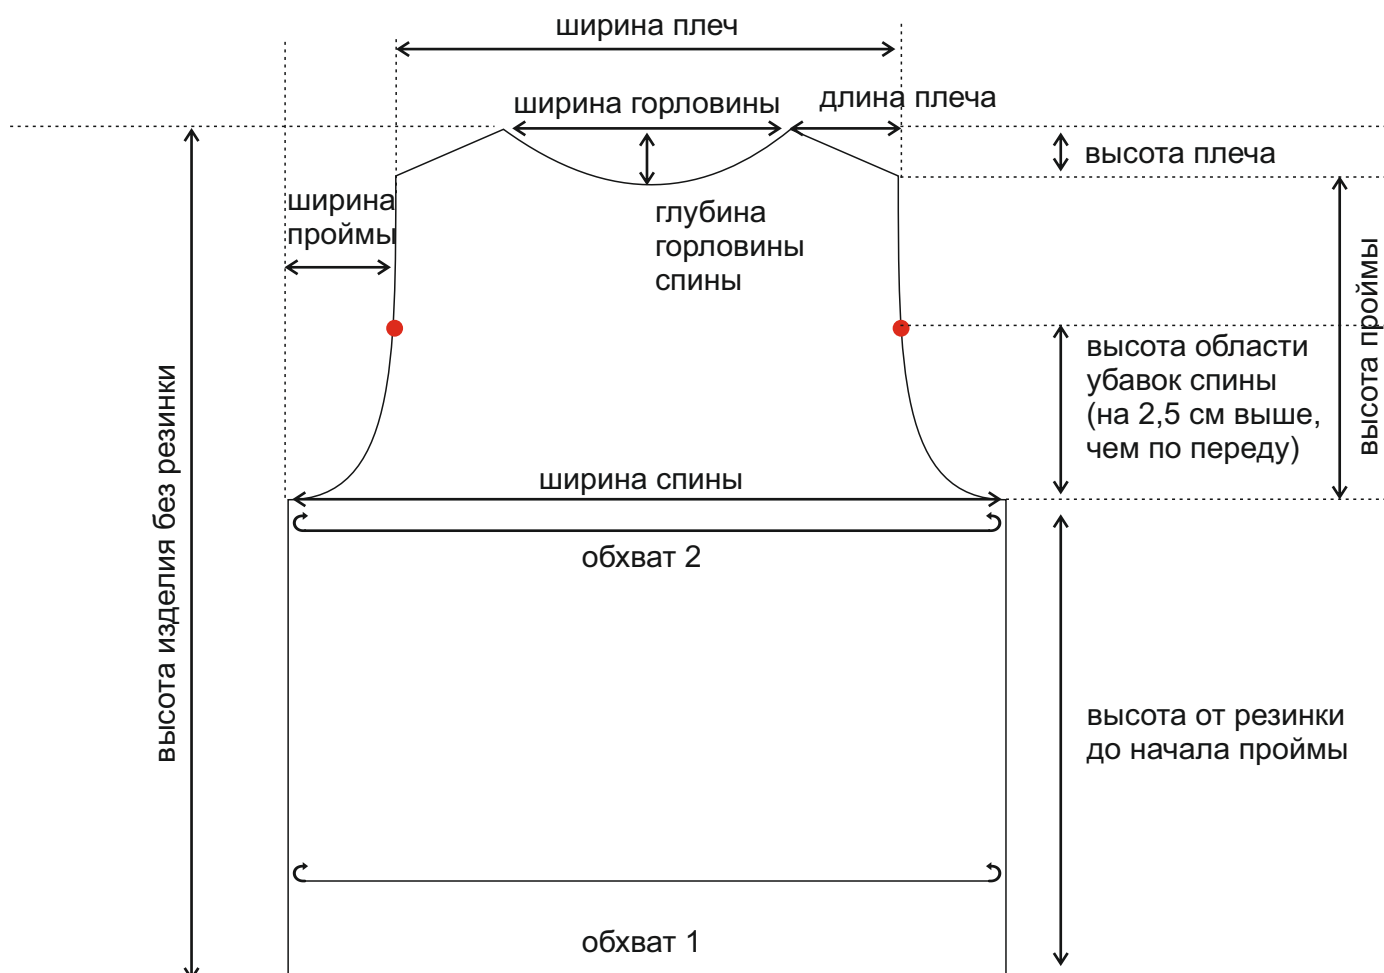 ширина плеч
ширина горловины
длина плеча
высота плеча
ширина
проймы
глубина
горловины
спины
высота проймы
высота области
убавок спины
(на 2,5 см выше,
чем по переду)
высота изделия без резинки
ширина спины
обхват 2
высота от резинки
до начала проймы
обхват 1